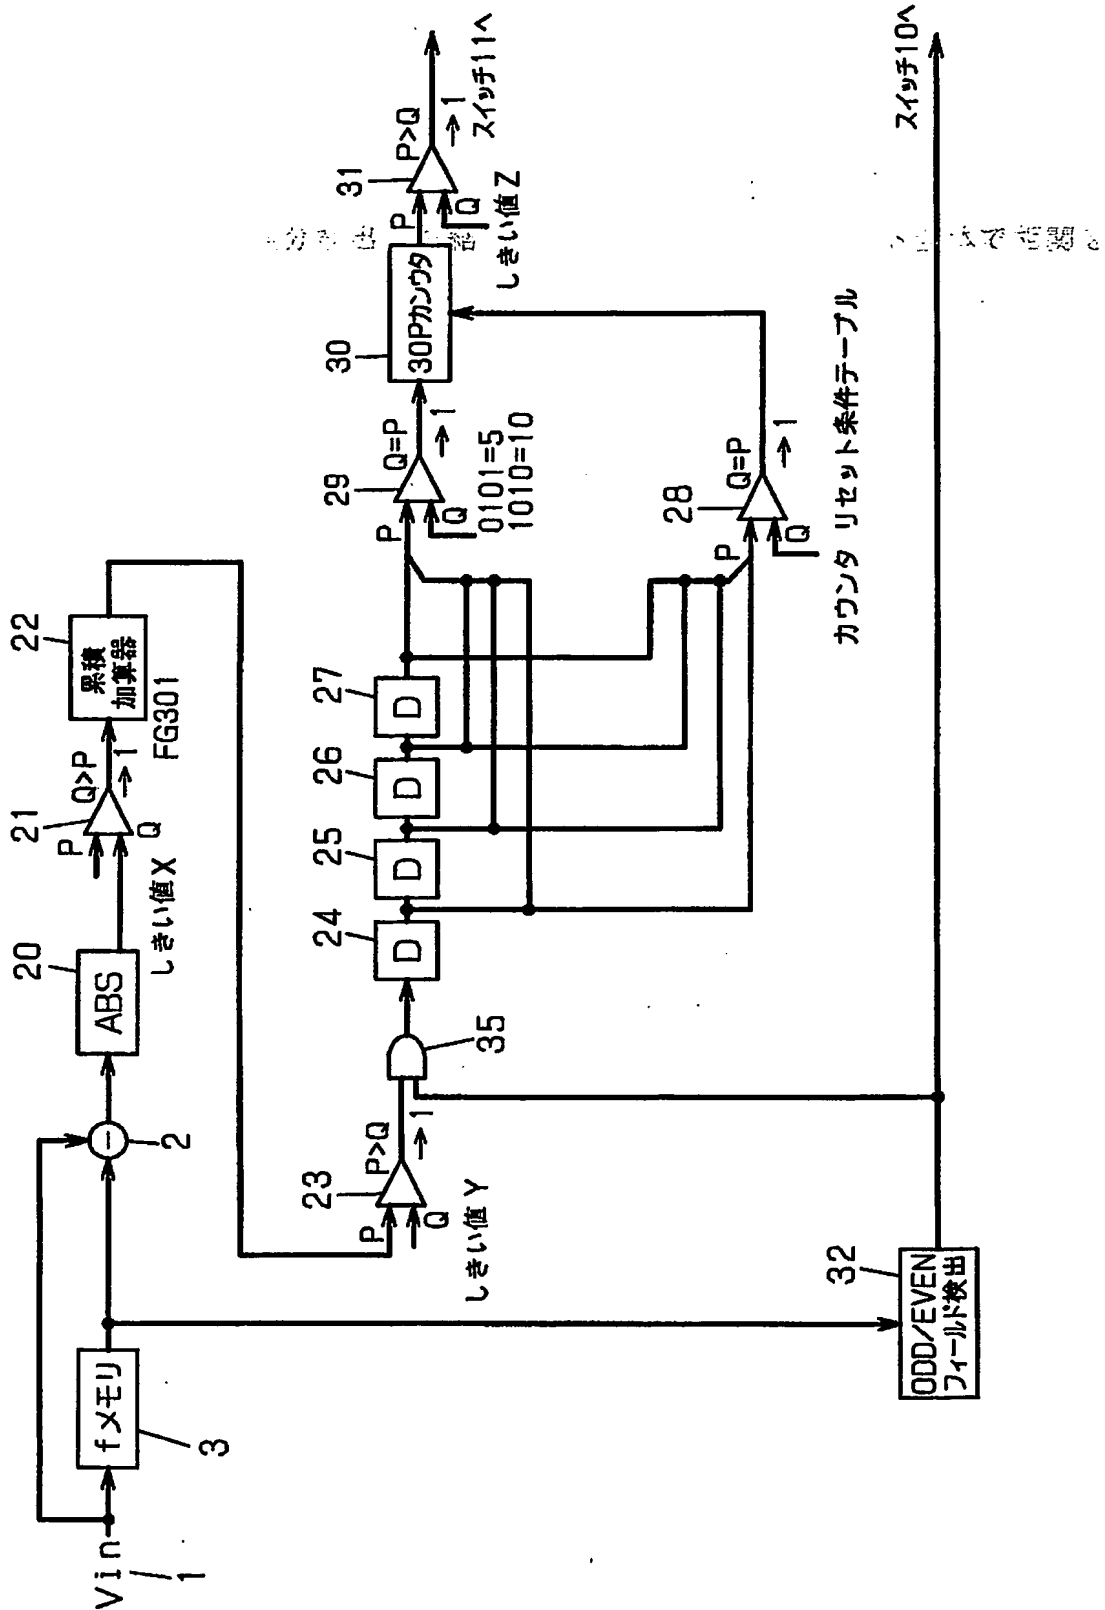 Vin
1
fメモリ
3
2
ABS
20
しきい値X
P
Q
Q>P
→1
21
累積
加算器
22
FG301
P
Q
P>Q
→1
23
しきい値Y
35
D
24
D
25
D
26
D
27
P
Q
Q=P
→1
29
0101=5
1010=10
30Pカンウタ
30
P
Q
P>Q
→1
31
しきい値Z
スイッチ11へ
P
Q
Q=P
→1
28
カウンタ リセット条件テーブル
ODD/EVEN
フィールド検出
32
スイッチ10へ